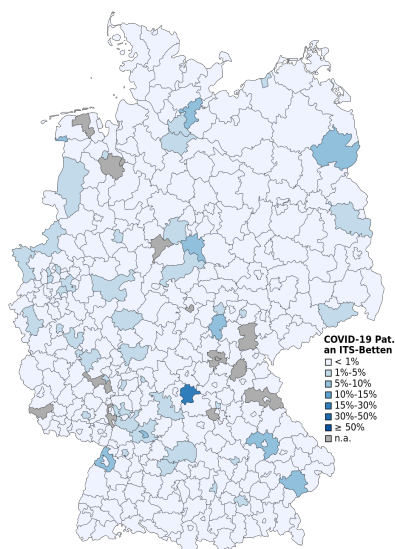 COVID-19 Pat.
an ITS-Betten
< 1%
1%-5%
5%-10%
10%-15%
15%-30%
30%-50%
≥ 50%
n.a.